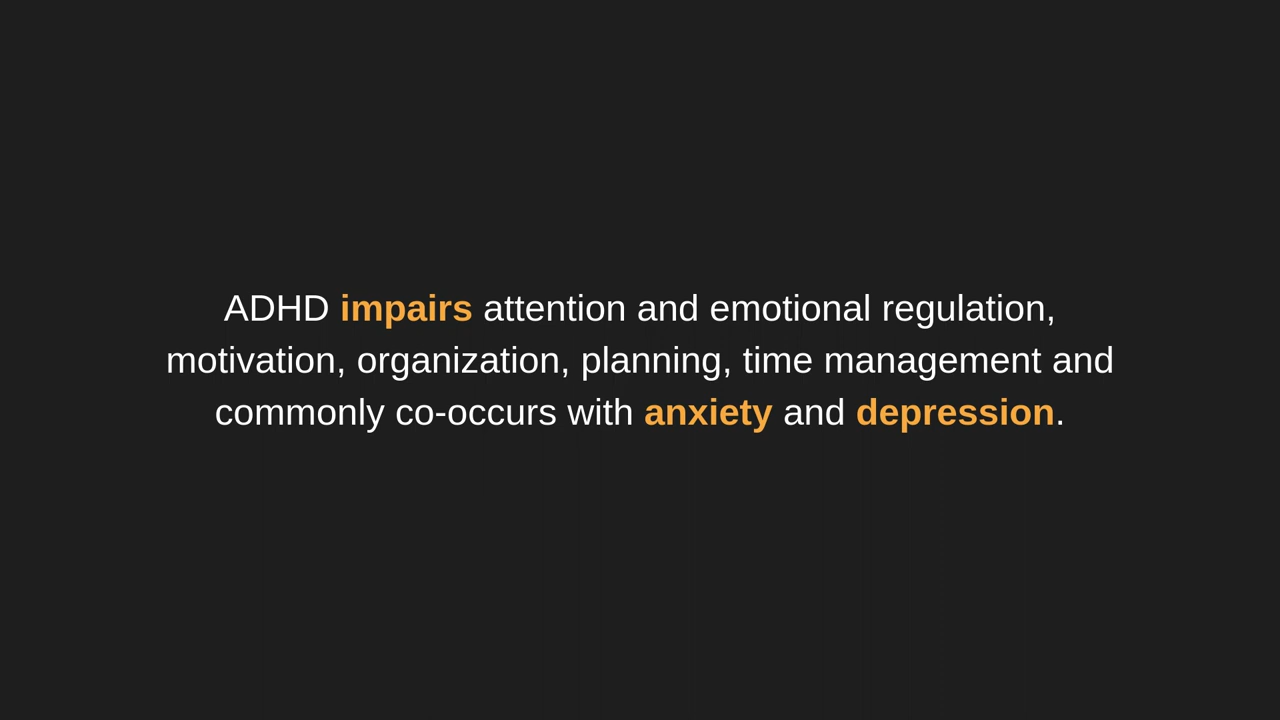 ADHD impairs attention and emotional regulation,
motivation, organization, planning, time management and
commonly co-occurs with anxiety and depression.